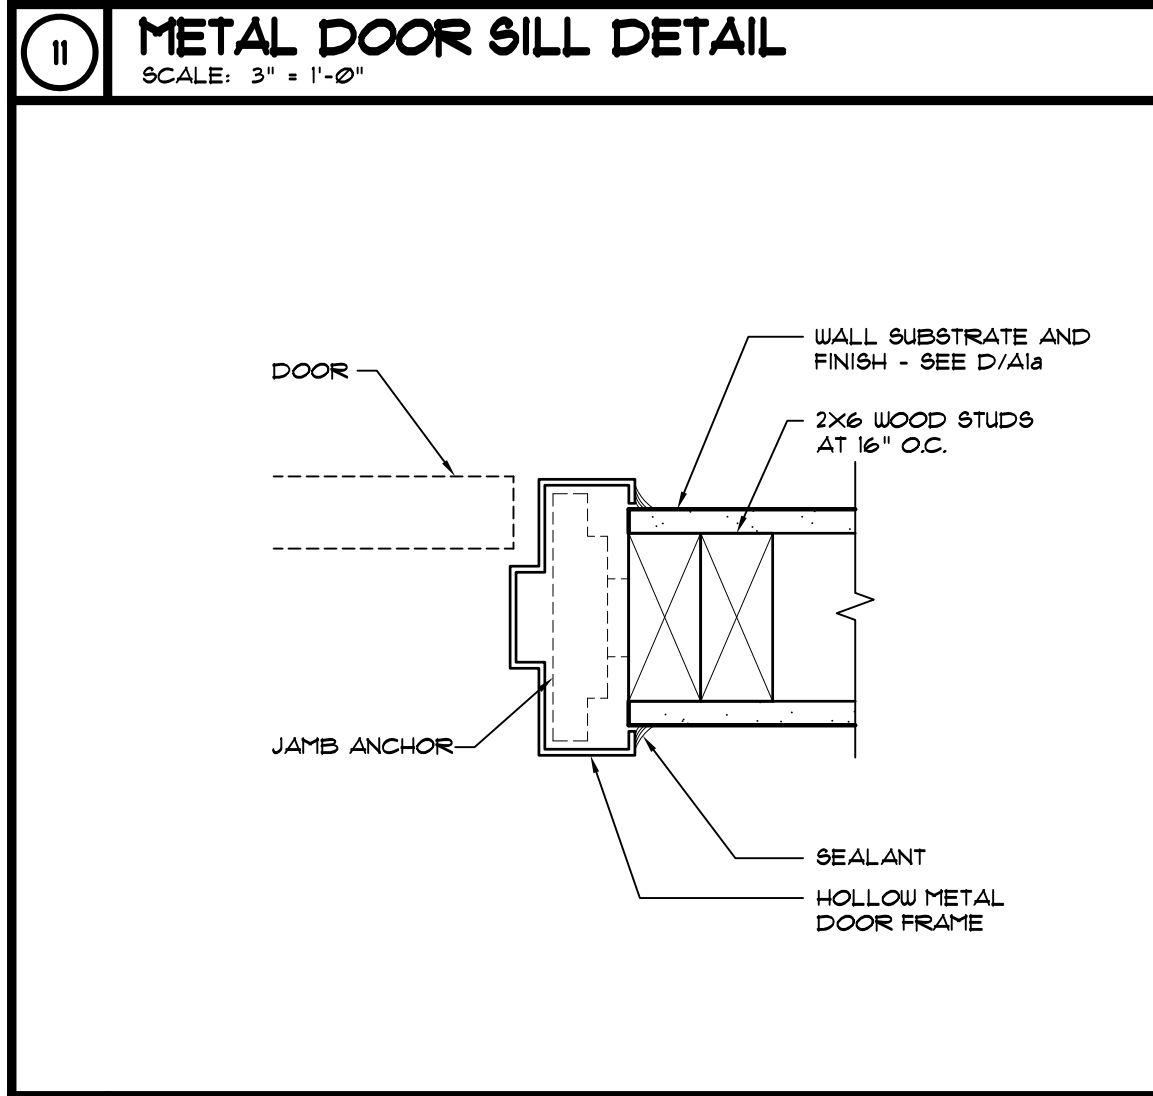 11
METAL DOOR SILL DETAIL
SCALE: 3" = 1'-0"
WALL SUBSTRATE AND
FINISH - SEE D/A1a
DOOR
2X6 WOOD STUDS
AT 16" O.C.
JAMB ANCHOR
SEALANT
HOLLOW METAL
DOOR FRAME